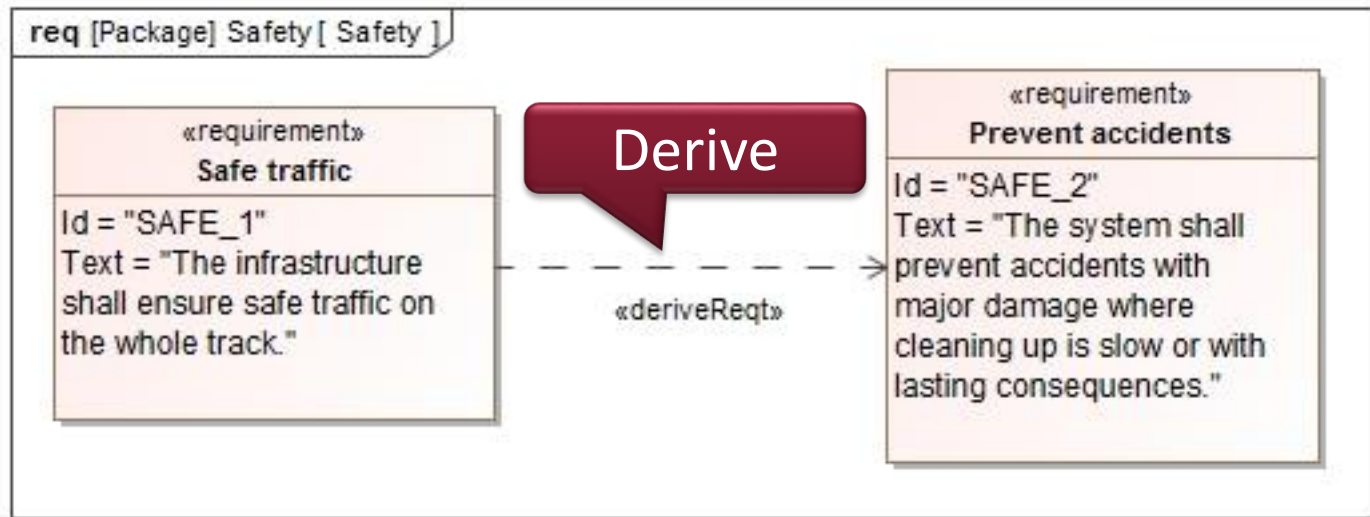 req [Package] Safety [ Safety ]
«requirement»
Safe traffic
Id = "SAFE_1"
Text = "The infrastructure
shall ensure safe traffic on
the whole track."
Derive
«deriveReqt»
«requirement»
Prevent accidents
Id = "SAFE_2"
Text = "The system shall
prevent accidents with
major damage where
cleaning up is slow or with
lasting consequences."